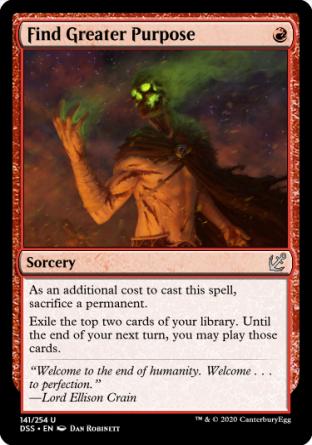 Find Greater Purpose
Sorcery
As an additional cost to cast this spell,
sacrifice a permanent.
Exile the top two cards of your library. Until
the end of your next turn, you may play those
cards.
"Welcome to the end of humanity. Welcome . . .
to perfection."
—Lord Ellison Crain
141/254 U
DSS • EN DAN ROBINETT
™ & © 2020 CanterburyEgg